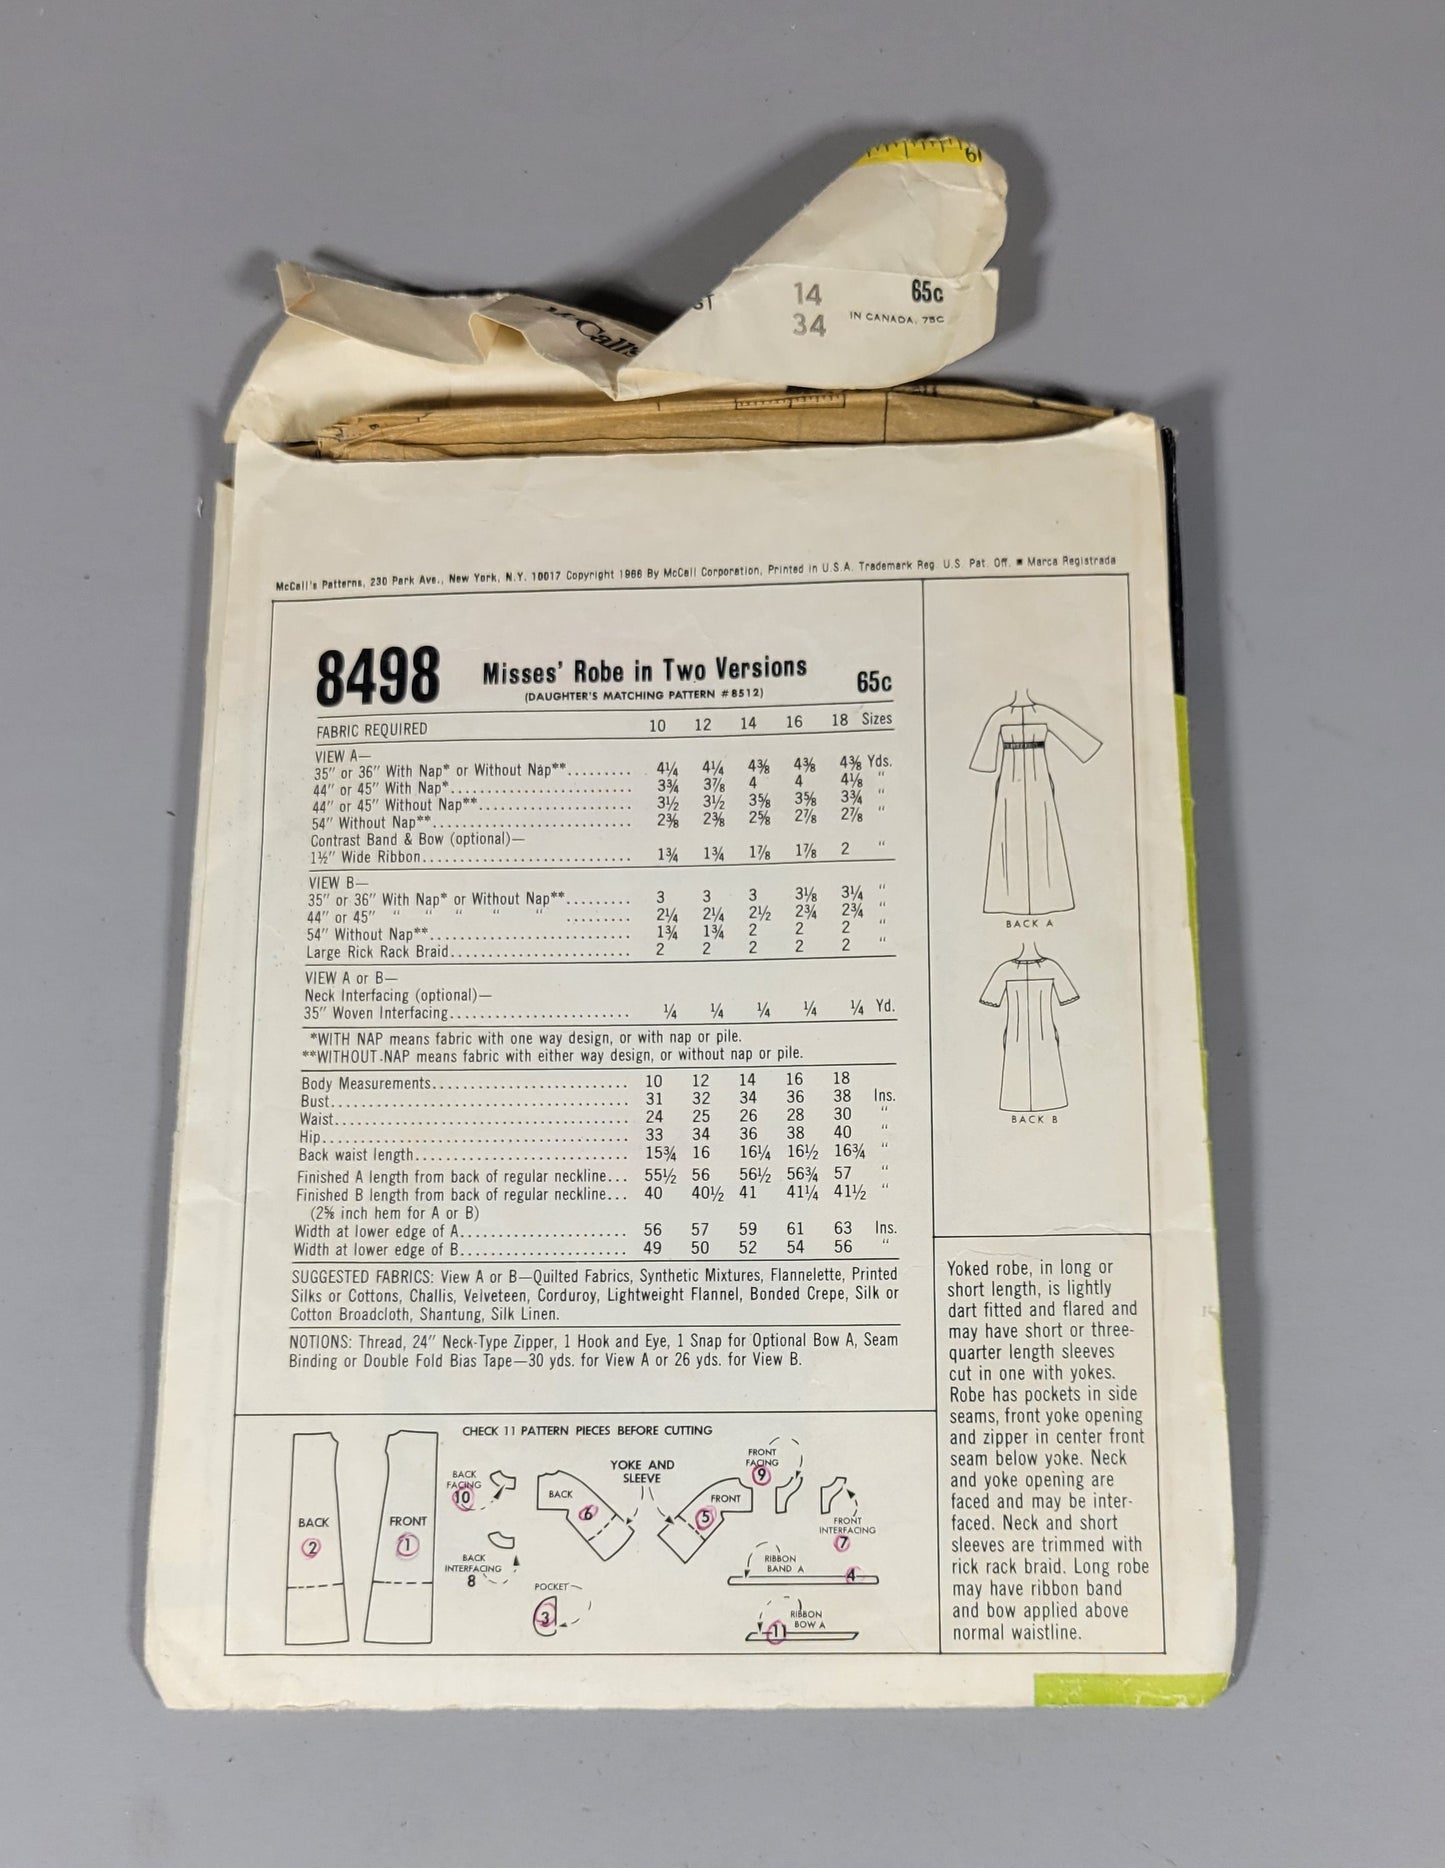 19
ST 14 65c
34 IN CANADA, 75C
McCall's
McCall's Patterns, 230 Park Ave., New York, N.Y. 10017 Copyright 1966 By McCall Corporation, Printed in U.S.A. Trademark Reg. U.S. Pat. Off. ■ Marca Registrada
8498 Misses' Robe in Two Versions 65c
(DAUGHTER'S MATCHING PATTERN #8512)
FABRIC REQUIRED 10 12 14 16 18 Sizes
VIEW A—
35" or 36" With Nap* or Without Nap**......... 4¼ 4¼ 4⅜ 4⅜ 4⅜ Yds.
44" or 45" With Nap*............................. 3¾ 3⅞ 4 4 4⅛ "
44" or 45" Without Nap**........................ 3½ 3½ 3⅝ 3⅝ 3¾ "
54" Without Nap**............................... 2⅜ 2⅜ 2⅝ 2⅞ 2⅞ "
Contrast Band & Bow (optional)—
1½" Wide Ribbon................................ 1¾ 1¾ 1⅞ 1⅞ 2 "
VIEW B—
35" or 36" With Nap* or Without Nap**......... 3 3 3 3⅛ 3¼ "
44" or 45" " " " " " ......... 2¼ 2¼ 2½ 2¾ 2¾ "
54" Without Nap**............................... 1¾ 1¾ 2 2 2 "
Large Rick Rack Braid............................ 2 2 2 2 2 "
VIEW A or B—
Neck Interfacing (optional)—
35" Woven Interfacing............................ ¼ ¼ ¼ ¼ ¼ Yd.
*WITH NAP means fabric with one way design, or with nap or pile.
**WITHOUT NAP means fabric with either way design, or without nap or pile.
Body Measurements.............................. 10 12 14 16 18
Bust.............................................. 31 32 34 36 38 Ins.
Waist............................................. 24 25 26 28 30 "
Hip............................................... 33 34 36 38 40 "
Back waist length................................. 15¾ 16 16¼ 16½ 16¾ "
Finished A length from back of regular neckline... 55½ 56 56½ 56¾ 57 "
Finished B length from back of regular neckline... 40 40½ 41 41¼ 41½ "
(2⅝ inch hem for A or B)
Width at lower edge of A......................... 56 57 59 61 63 Ins.
Width at lower edge of B......................... 49 50 52 54 56 "
SUGGESTED FABRICS: View A or B—Quilted Fabrics, Synthetic Mixtures, Flannelette, Printed
Silks or Cottons, Challis, Velveteen, Corduroy, Lightweight Flannel, Bonded Crepe, Silk or
Cotton Broadcloth, Shantung, Silk Linen.
NOTIONS: Thread, 24" Neck-Type Zipper, 1 Hook and Eye, 1 Snap for Optional Bow A, Seam
Binding or Double Fold Bias Tape—30 yds. for View A or 26 yds. for View B.
BACK A
BACK B
Yoked robe, in long or
short length, is lightly
dart fitted and flared and
may have short or three-
quarter length sleeves
cut in one with yokes.
Robe has pockets in side
seams, front yoke opening
and zipper in center front
seam below yoke. Neck
and yoke opening are
faced and may be inter-
faced. Neck and short
sleeves are trimmed with
rick rack braid. Long robe
may have ribbon band
and bow applied above
normal waistline.
CHECK 11 PATTERN PIECES BEFORE CUTTING
BACK
2
FRONT
1
BACK
FACING
10
BACK
INTERFACING
8
YOKE AND
SLEEVE
BACK
6
FRONT
5
POCKET
3
FRONT
FACING
9
FRONT
INTERFACING
7
RIBBON
BAND A
4
RIBBON
BOW A
11